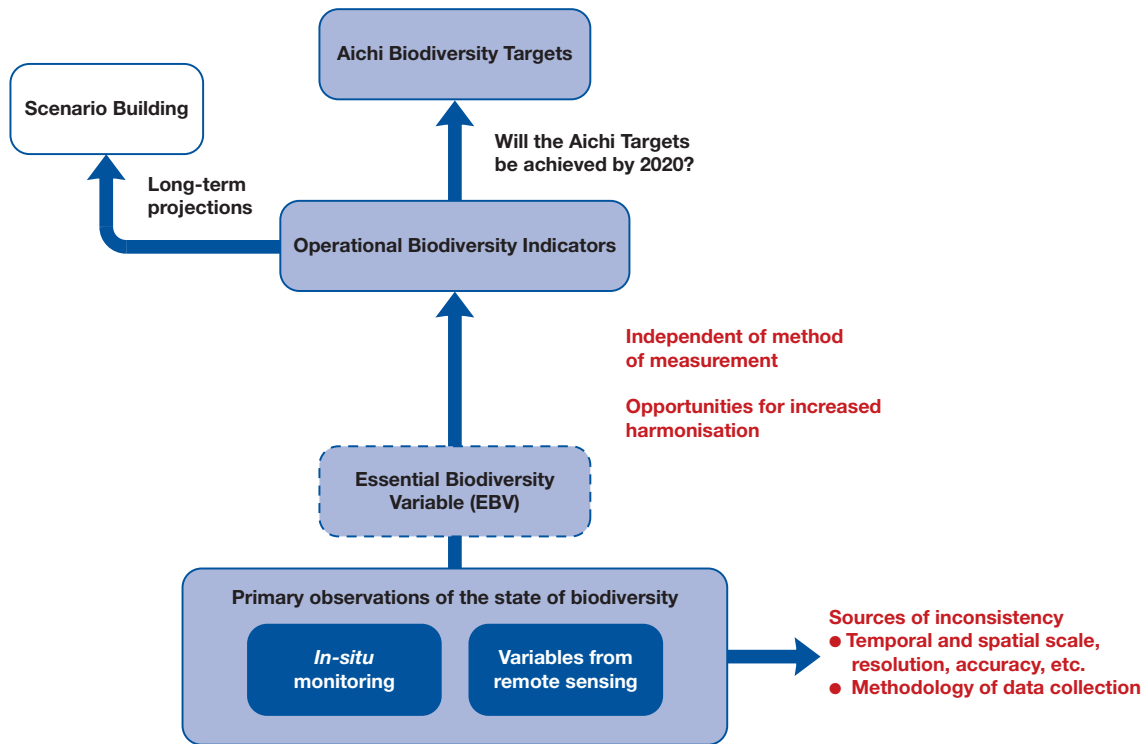 Aichi Biodiversity Targets
Scenario Building
Will the Aichi Targets
be achieved by 2020?
Long-term
projections
Operational Biodiversity Indicators
Independent of method
of measurement
Opportunities for increased
harmonisation
Essential Biodiversity
Variable (EBV)
Primary observations of the state of biodiversity
In-situ
monitoring
Variables from
remote sensing
Sources of inconsistency
● Temporal and spatial scale,
resolution, accuracy, etc.
● Methodology of data collection